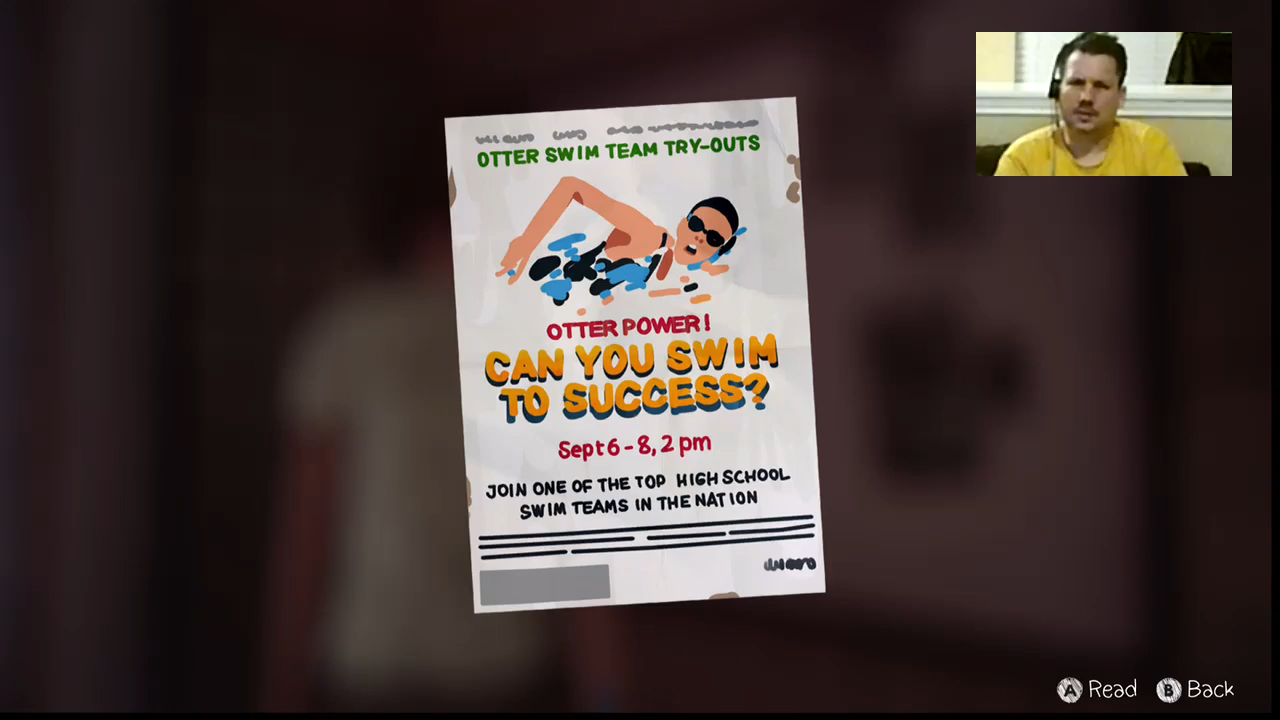 OTTER SWIM TEAM TRY-OUTS
OTTER POWER!
CAN YOU SWIM
TO SUCCESS?
Sept 6 - 8, 2 pm
JOIN ONE OF THE TOP HIGH SCHOOL
SWIM TEAMS IN THE NATION
A Read B Back